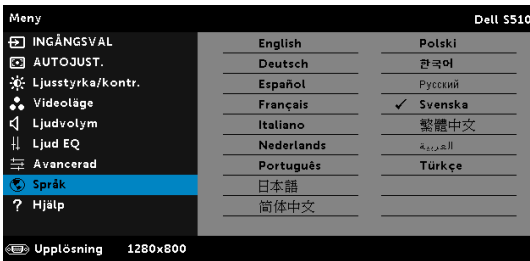 Meny Dell S510
INGÅNGSVAL
AUTOJUST.
Ljusstyrka/kontr.
Videoläge
Ljudvolym
Ljud EQ
Avancerad
Språk
Hjälp
English Polski
Deutsch 한국어
Español Русский
Français ✓ Svenska
Italiano 繁體中文
Nederlands العربية
Português Türkçe
日本語
简体中文
Upplösning 1280x800